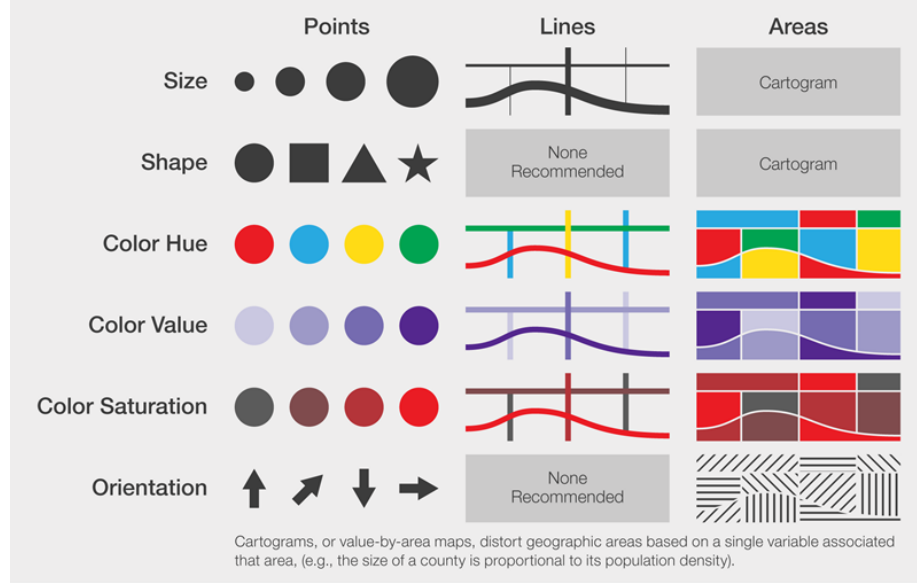 Points Lines Areas
Size Cartogram
Shape None Recommended Cartogram
Color Hue
Color Value
Color Saturation
Orientation None Recommended
Cartograms, or value-by-area maps, distort geographic areas based on a single variable associated
that area, (e.g., the size of a county is proportional to its population density).